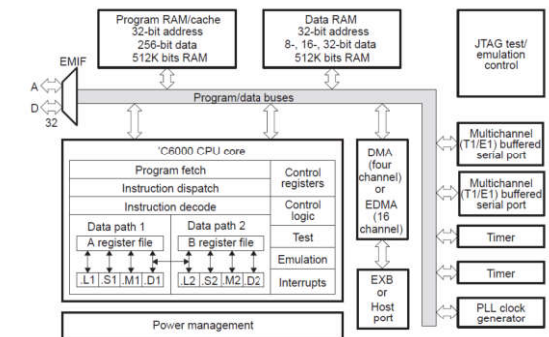 Program RAM/cache
32-bit address
256-bit data
512K bits RAM
Data RAM
32-bit address
8-, 16-, 32-bit data
512K bits RAM
JTAG test/
emulation
control
EMIF
A
D
32
Program/data buses
'C6000 CPU core
Program fetch
Instruction dispatch
Instruction decode
Data path 1
A register file
Data path 2
B register file
.L1 .S1 .M1 .D1
.L2 .S2 .M2 .D2
Control
registers
Control
logic
Test
Emulation
Interrupts
Power management
DMA
(four
channel)
or
EDMA
(16
channel)
EXB
or
Host
port
Multichannel
(T1/E1) buffered
serial port
Multichannel
(T1/E1) buffered
serial port
Timer
Timer
PLL clock
generator